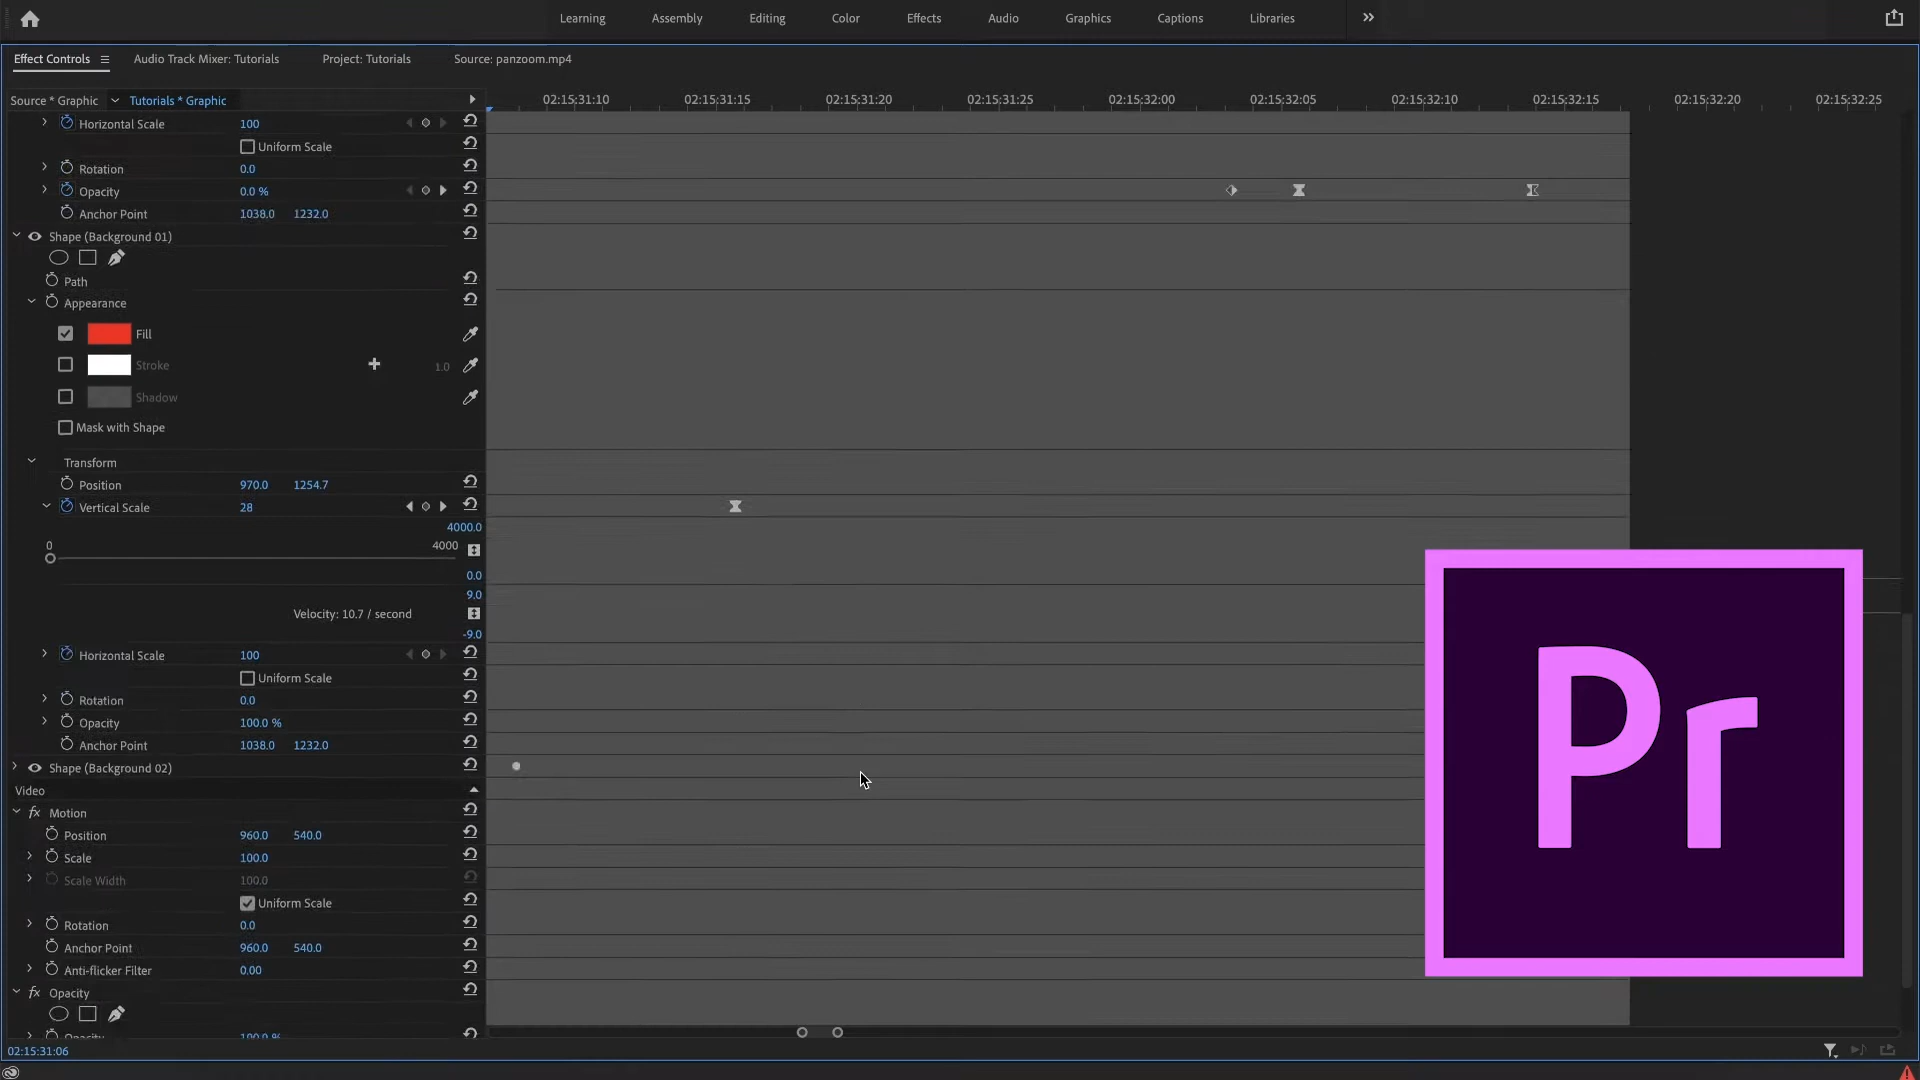 Learning Assembly Editing Color Effects Audio Graphics Captions Libraries
Effect Controls Audio Track Mixer: Tutorials Project: Tutorials Source: panzoom.mp4
Source * Graphic Tutorials * Graphic 02:15:31:10 02:15:31:15 02:15:31:20 02:15:31:25 02:15:32:00 02:15:32:05 02:15:32:10 02:15:32:15 02:15:32:20 02:15:32:25
Horizontal Scale 100
Uniform Scale
Rotation 0.0
Opacity 0.0 %
Anchor Point 1038.0 1232.0
Shape (Background 01)
Path
Appearance
Fill
Stroke 1.0
Shadow
Mask with Shape
Transform
Position 970.0 1254.7
Vertical Scale 28
4000.0
0 4000
0.0
9.0
Velocity: 10.7 / second
-9.0
Horizontal Scale 100
Uniform Scale
Rotation 0.0
Opacity 100.0 %
Anchor Point 1038.0 1232.0
Shape (Background 02)
Video
fx Motion
Position 960.0 540.0
Scale 100.0
Scale Width 100.0
Uniform Scale
Rotation 0.0
Anchor Point 960.0 540.0
Anti-flicker Filter 0.00
fx Opacity
Opacity 100.0 %
02:15:31:06
Pr